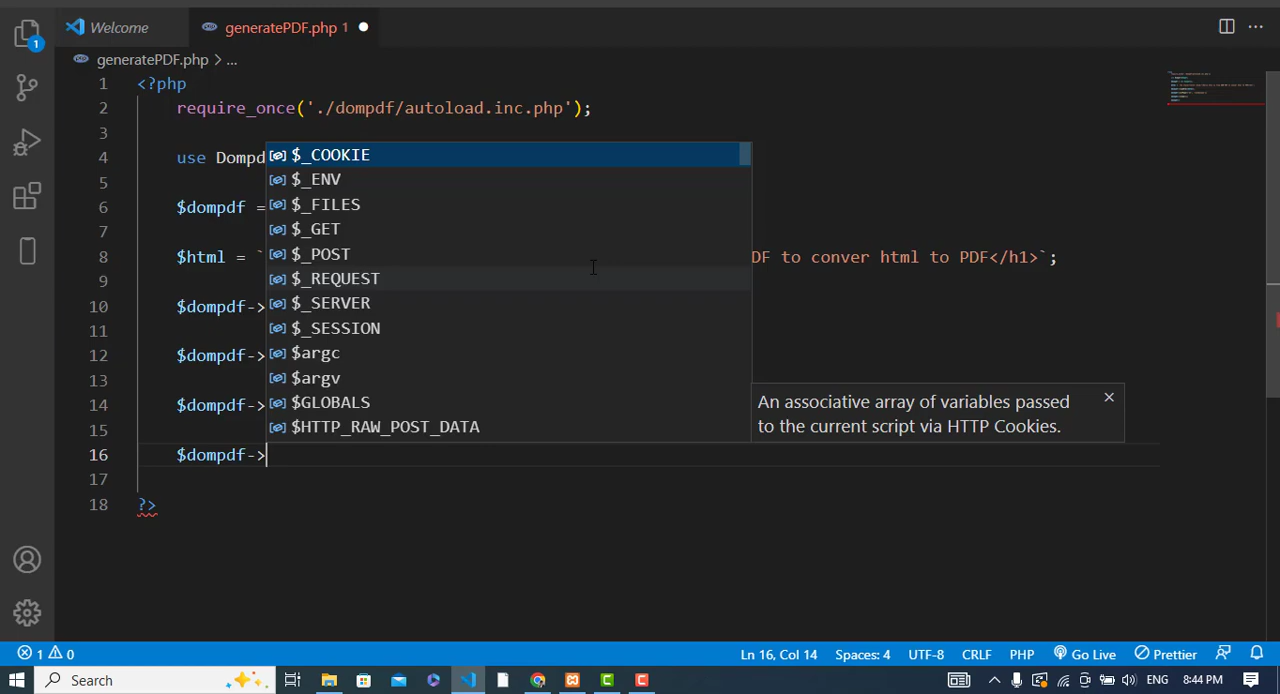 Welcome
generatePDF.php 1
1
generatePDF.php > ...
1 <?php
2 require_once('./dompdf/autoload.inc.php');
3
4 use Dompd
5
6 $dompdf =
7
8 $html = ` DF to conver html to PDF</h1>`;
9
10 $dompdf->
11
12 $dompdf->
13
14 $dompdf->
15
16 $dompdf->
17
18 ?>
$_COOKIE
$_ENV
$_FILES
$_GET
$_POST
$_REQUEST
$_SERVER
$_SESSION
$argc
$argv
$GLOBALS
$HTTP_RAW_POST_DATA
An associative array of variables passed
to the current script via HTTP Cookies.
1 0 Ln 16, Col 14 Spaces: 4 UTF-8 CRLF PHP Go Live Prettier
Search ENG 8:44 PM